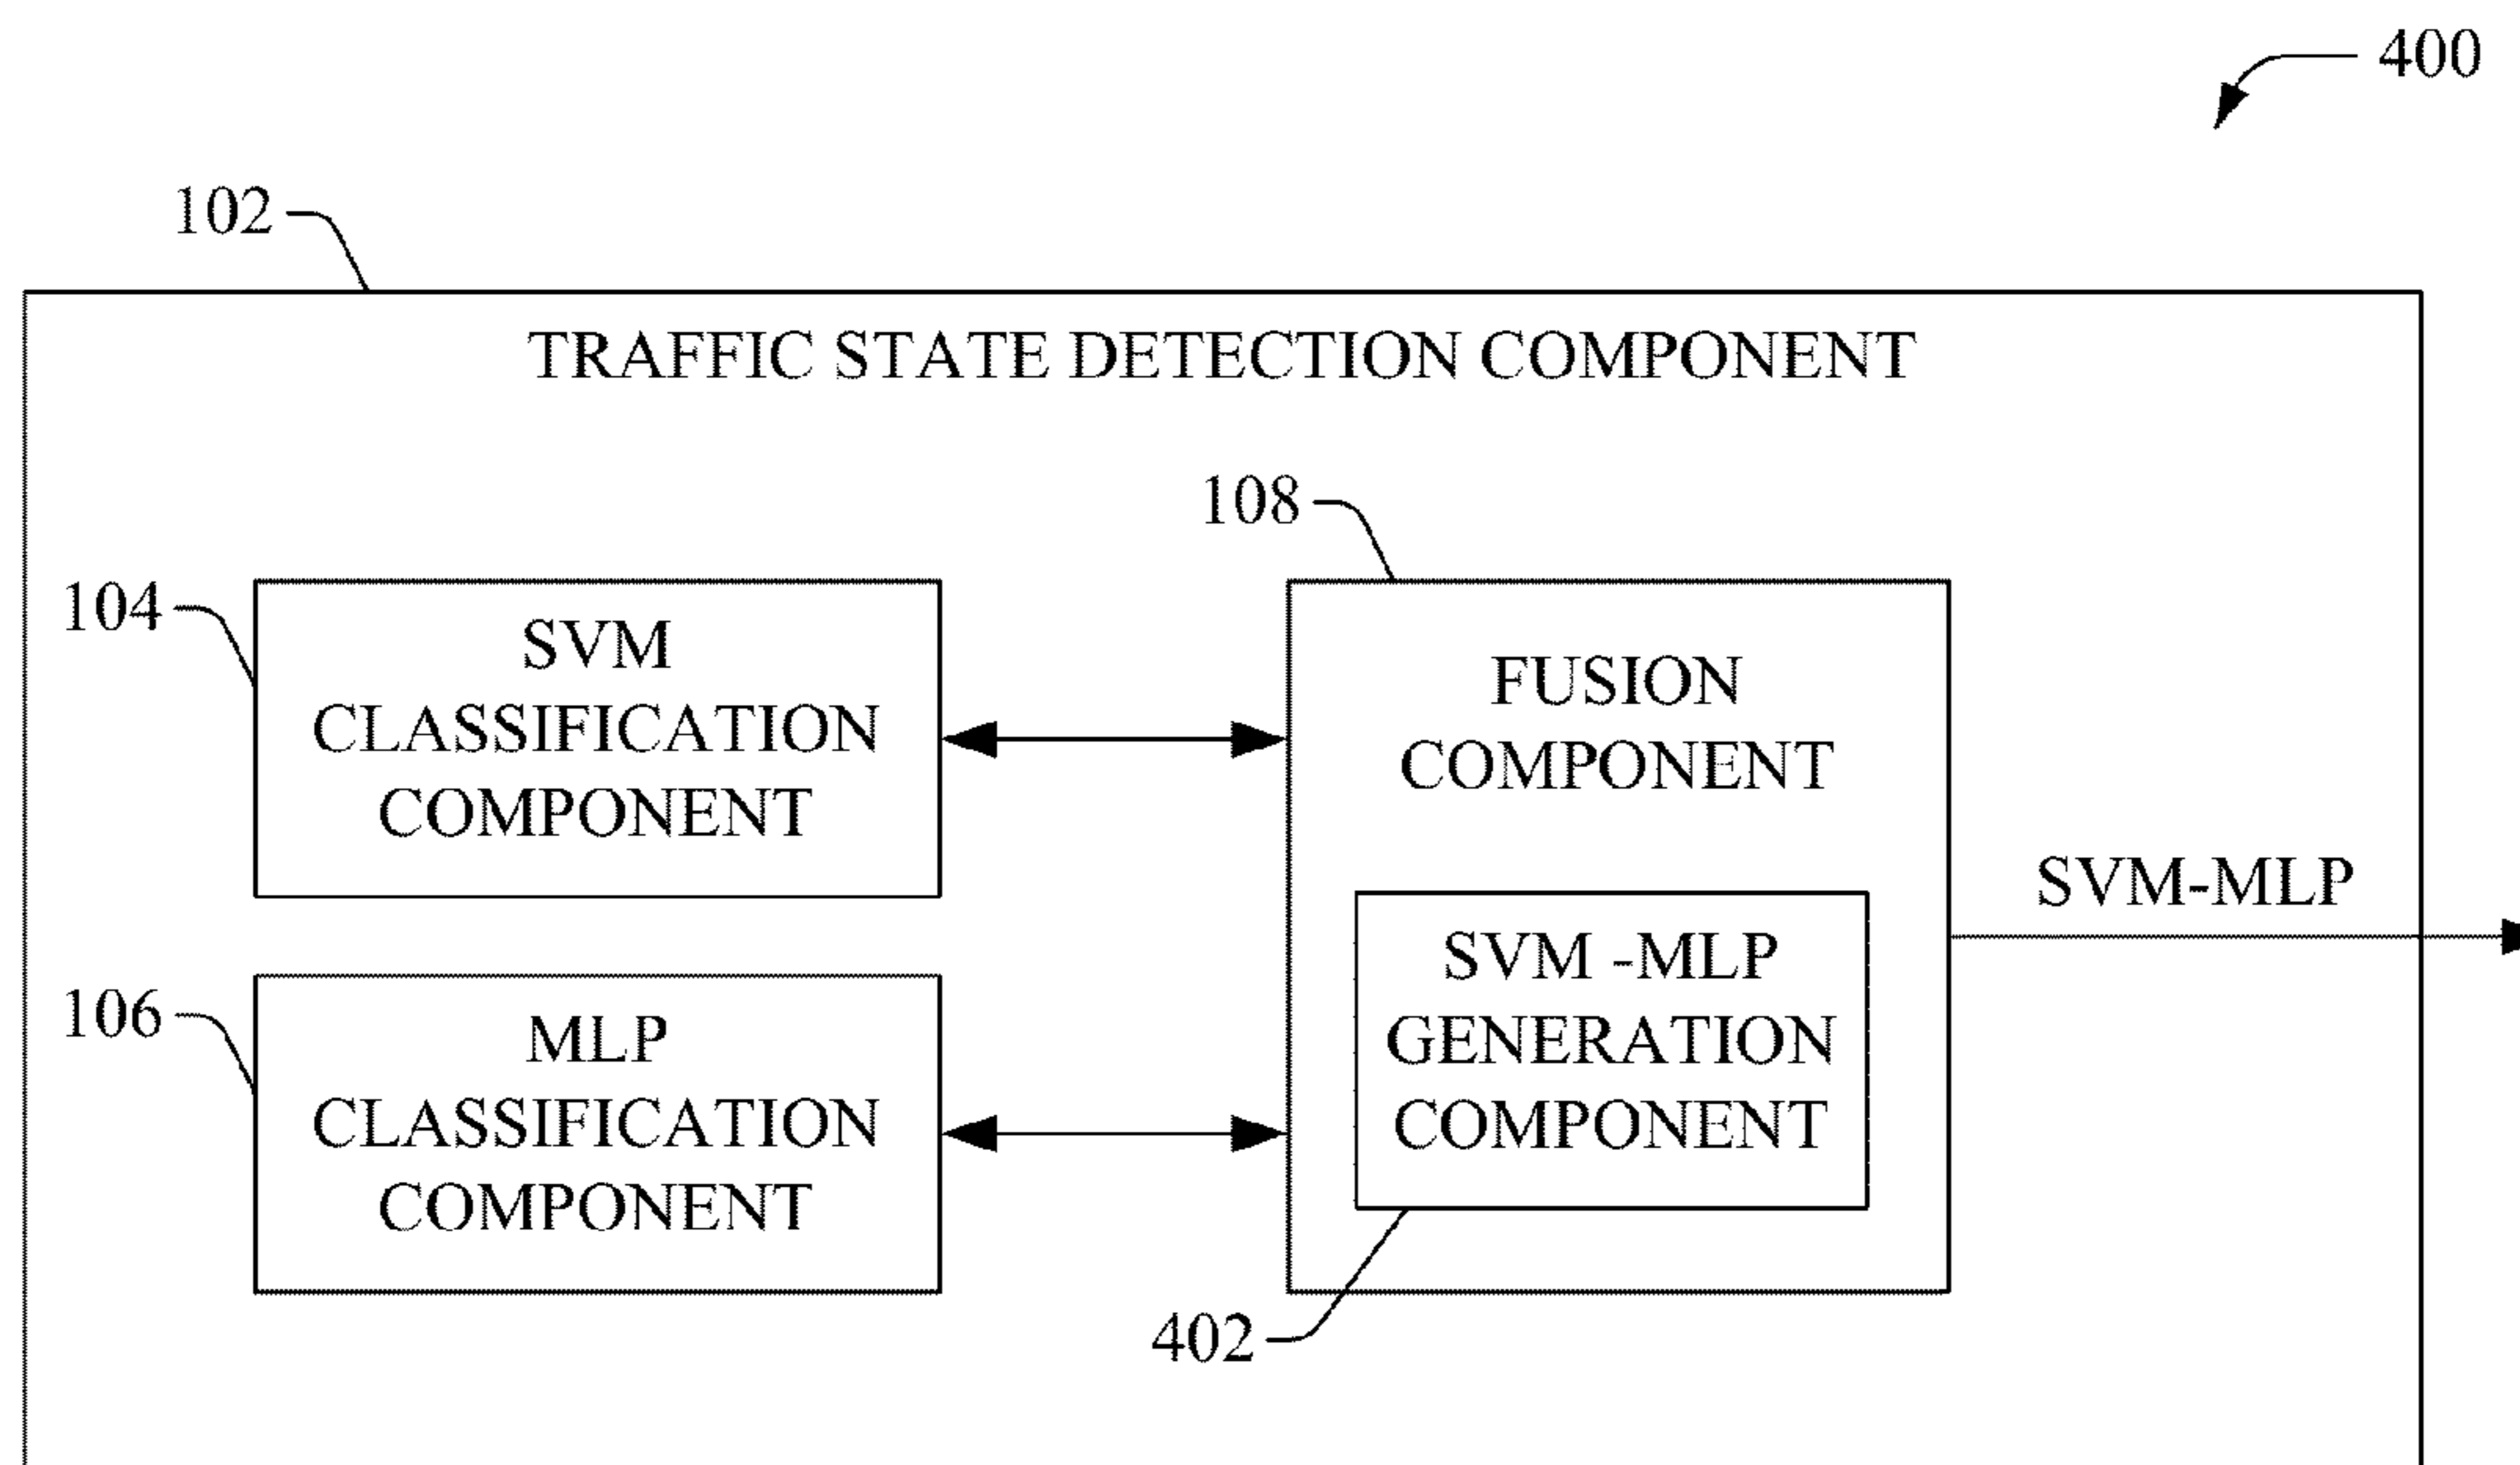 400
102
TRAFFIC STATE DETECTION COMPONENT
108
104
SVM
CLASSIFICATION
COMPONENT
FUSION
COMPONENT
SVM-MLP
SVM -MLP
GENERATION
COMPONENT
106
MLP
CLASSIFICATION
COMPONENT
402